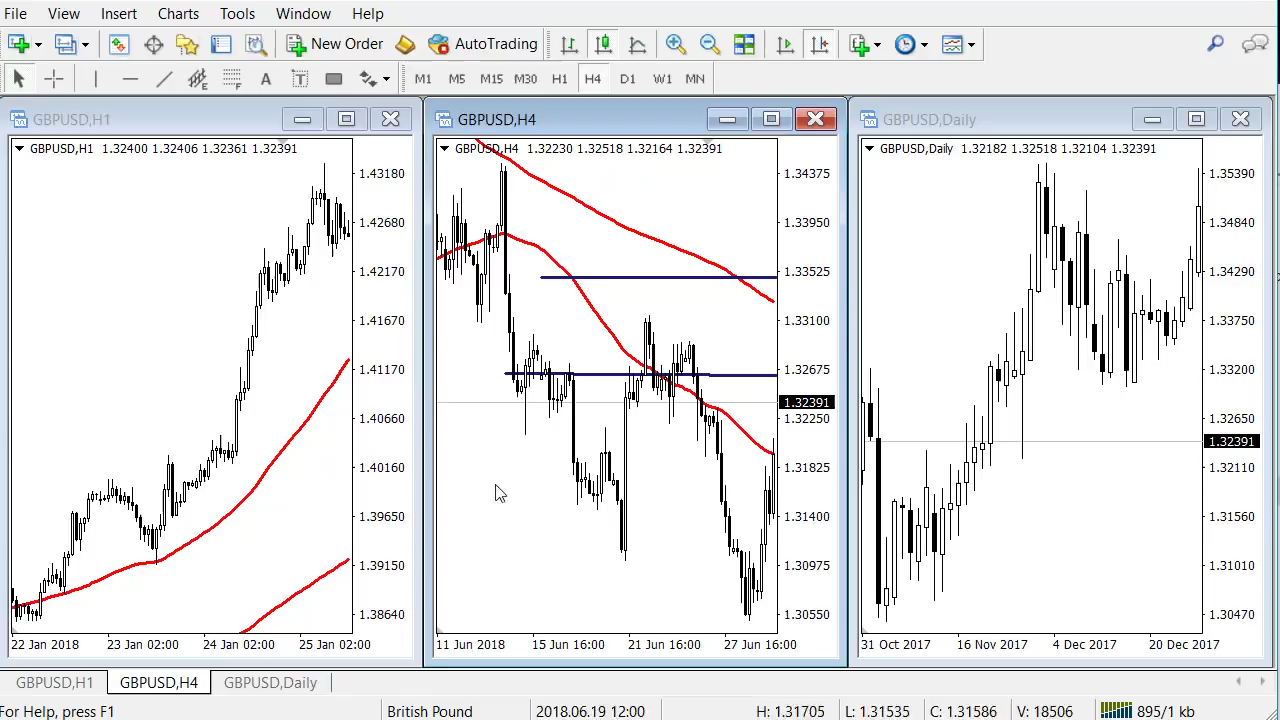 File View Insert Charts Tools Window Help
New Order AutoTrading
A T M1 M5 M15 M30 H1 H4 D1 W1 MN
GBPUSD,H1
GBPUSD,H1 1.32400 1.32406 1.32361 1.32391
1.43180
1.42680
1.42170
1.41670
1.41170
1.40660
1.40160
1.39650
1.39150
1.38640
22 Jan 2018 23 Jan 02:00 24 Jan 02:00 25 Jan 02:00
GBPUSD,H4
GBPUSD,H4 1.32230 1.32518 1.32164 1.32391
1.34375
1.33950
1.33525
1.33100
1.32675
1.32391
1.32250
1.31825
1.31400
1.30975
1.30550
11 Jun 2018 15 Jun 16:00 21 Jun 16:00 27 Jun 16:00
GBPUSD,Daily
GBPUSD,Daily 1.32182 1.32518 1.32104 1.32391
1.35390
1.34840
1.34290
1.33750
1.33200
1.32650
1.32391
1.32110
1.31560
1.31010
1.30470
31 Oct 2017 16 Nov 2017 4 Dec 2017 20 Dec 2017
GBPUSD,H1 GBPUSD,H4 GBPUSD,Daily
For Help, press F1 British Pound 2018.06.19 12:00 H: 1.31705 L: 1.31535 C: 1.31586 V: 18506 895/1 kb